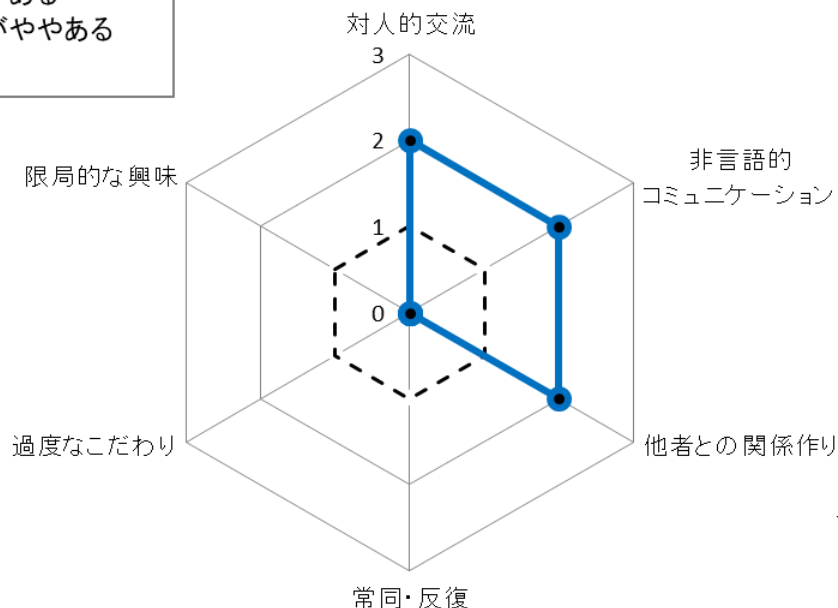 ある
がややある
対人的交流
3
2
1
0
非言語的
コミュニケーション
限局的な興味
過度なこだわり
他者との関係作り
常同・反復